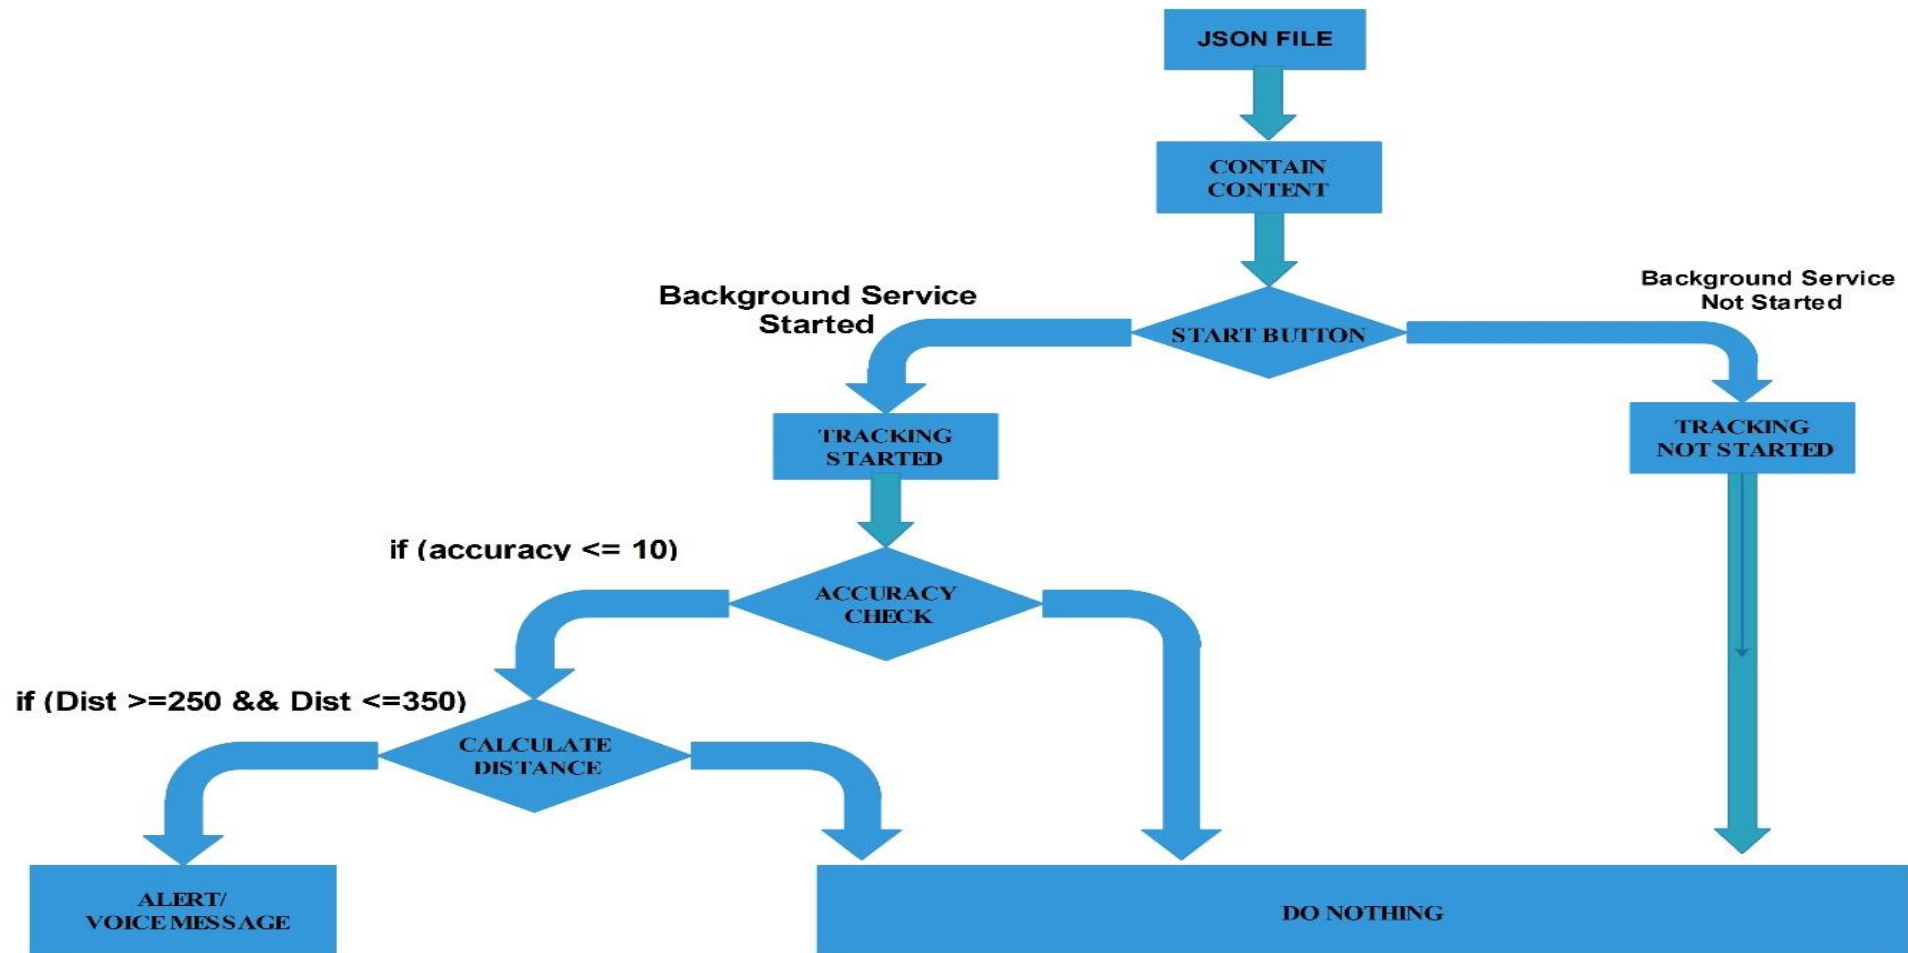 JSON FILE
CONTAIN
CONTENT
Background Service
Started
START BUTTON
Background Service
Not Started
TRACKING
STARTED
TRACKING
NOT STARTED
if (accuracy <= 10)
ACCURACY
CHECK
if (Dist >=250 && Dist <=350)
CALCULATE
DISTANCE
ALERT/
VOICE MESSAGE
DO NOTHING